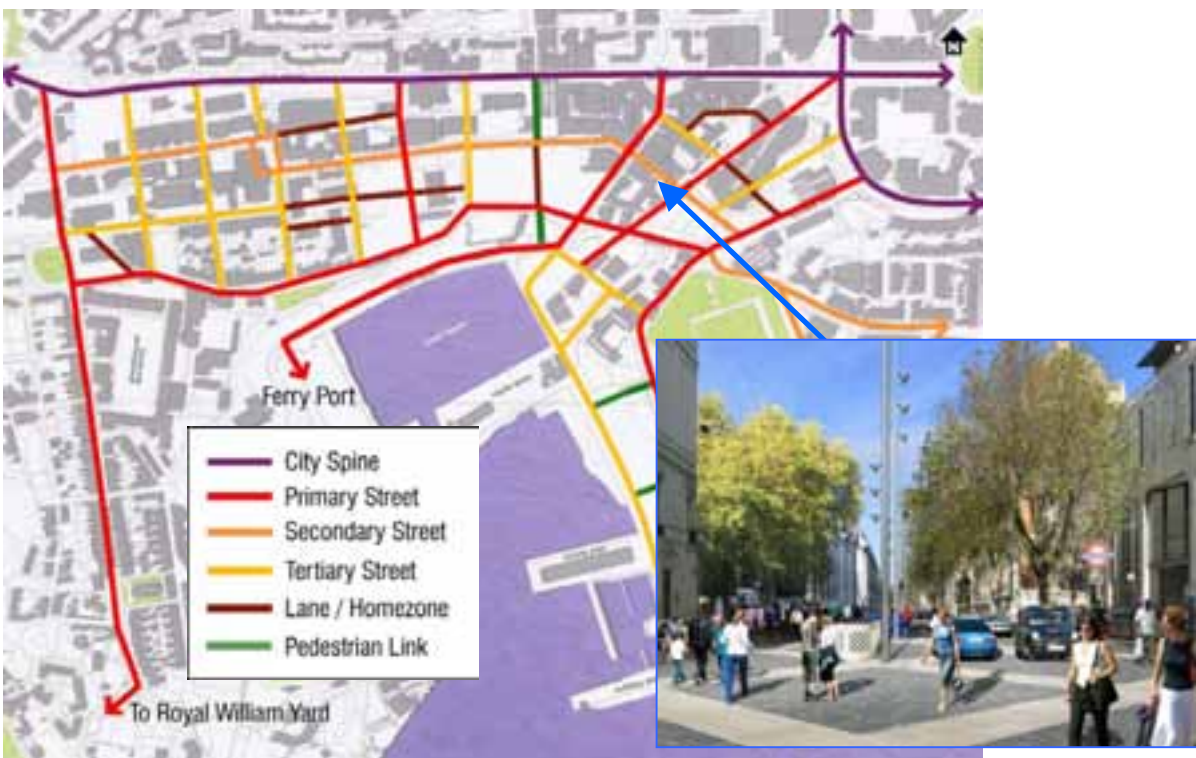 Ferry Port
City Spine
Primary Street
Secondary Street
Tertiary Street
Lane / Homezone
Pedestrian Link
To Royal William Yard